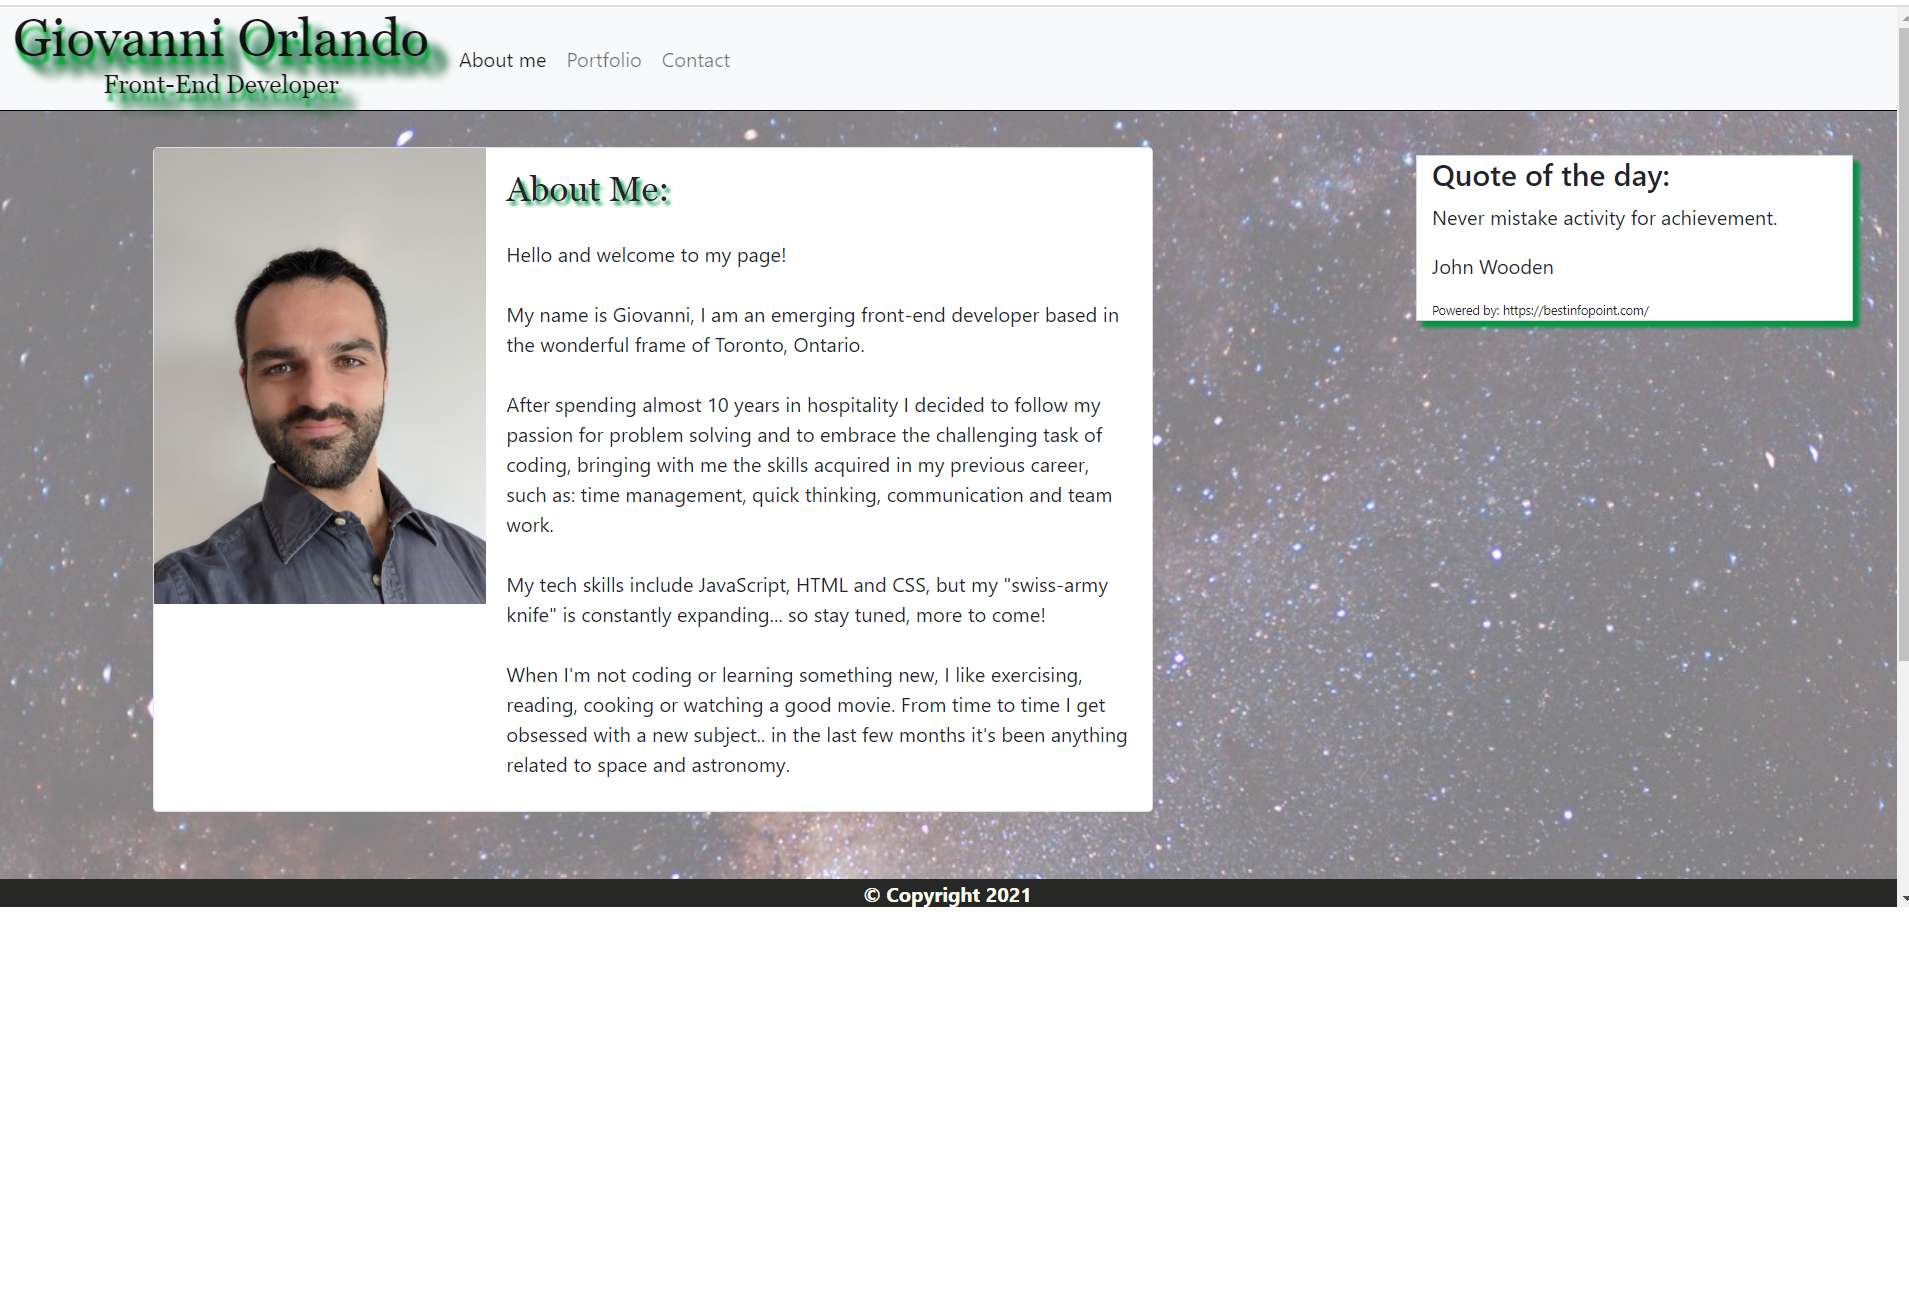 Giovanni Orlando
Front-End Developer
About me Portfolio Contact
About Me:
Hello and welcome to my page!
My name is Giovanni, I am an emerging front-end developer based in
the wonderful frame of Toronto, Ontario.
After spending almost 10 years in hospitality I decided to follow my
passion for problem solving and to embrace the challenging task of
coding, bringing with me the skills acquired in my previous career,
such as: time management, quick thinking, communication and team
work.
My tech skills include JavaScript, HTML and CSS, but my "swiss-army
knife" is constantly expanding... so stay tuned, more to come!
When I'm not coding or learning something new, I like exercising,
reading, cooking or watching a good movie. From time to time I get
obsessed with a new subject.. in the last few months it's been anything
related to space and astronomy.
Quote of the day:
Never mistake activity for achievement.
John Wooden
Powered by: https://bestinfopoint.com/
© Copyright 2021